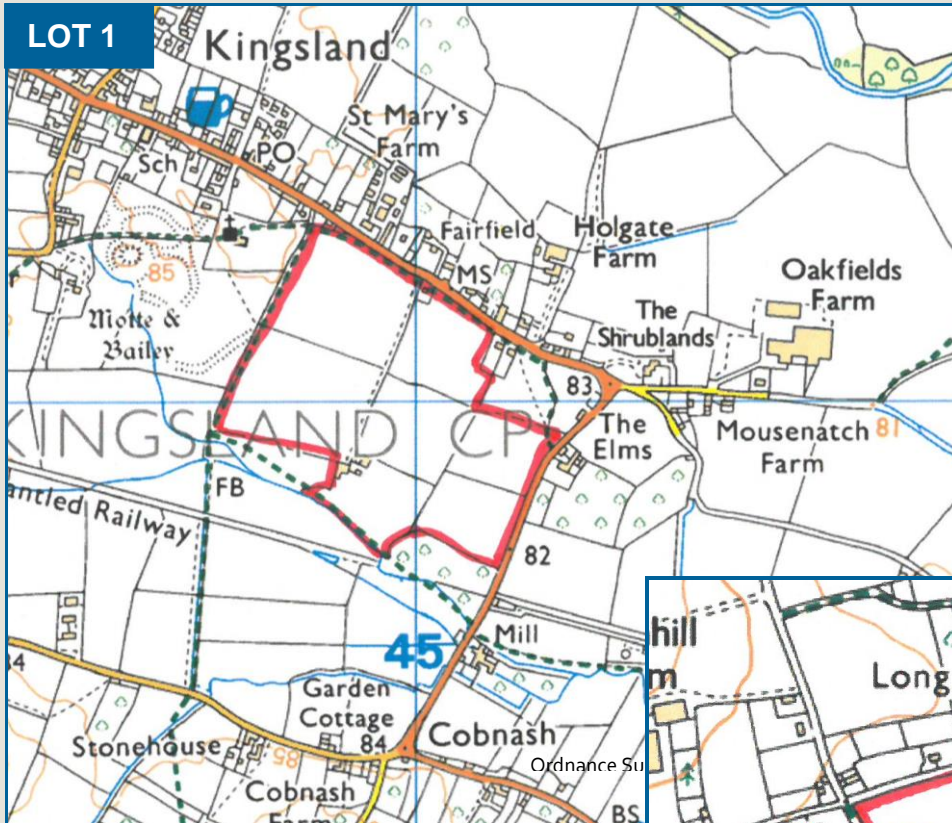 LOT 1
Kingsland
St Mary's
Farm
Sch
PO
Fairfield
Holgate
Farm
MS
Oakfields
Farm
The
Shrublands
85
Motte &
Bailey
83
The
Elms
Mousenatch
Farm
81
KINGSLAND CP
FB
antled Railway
82
45
Mill
hill
m
Long
84
Garden
Cottage
Stonehouse
85
84
Cobnash
Ordnance Su
Cobnash
Farm
BS